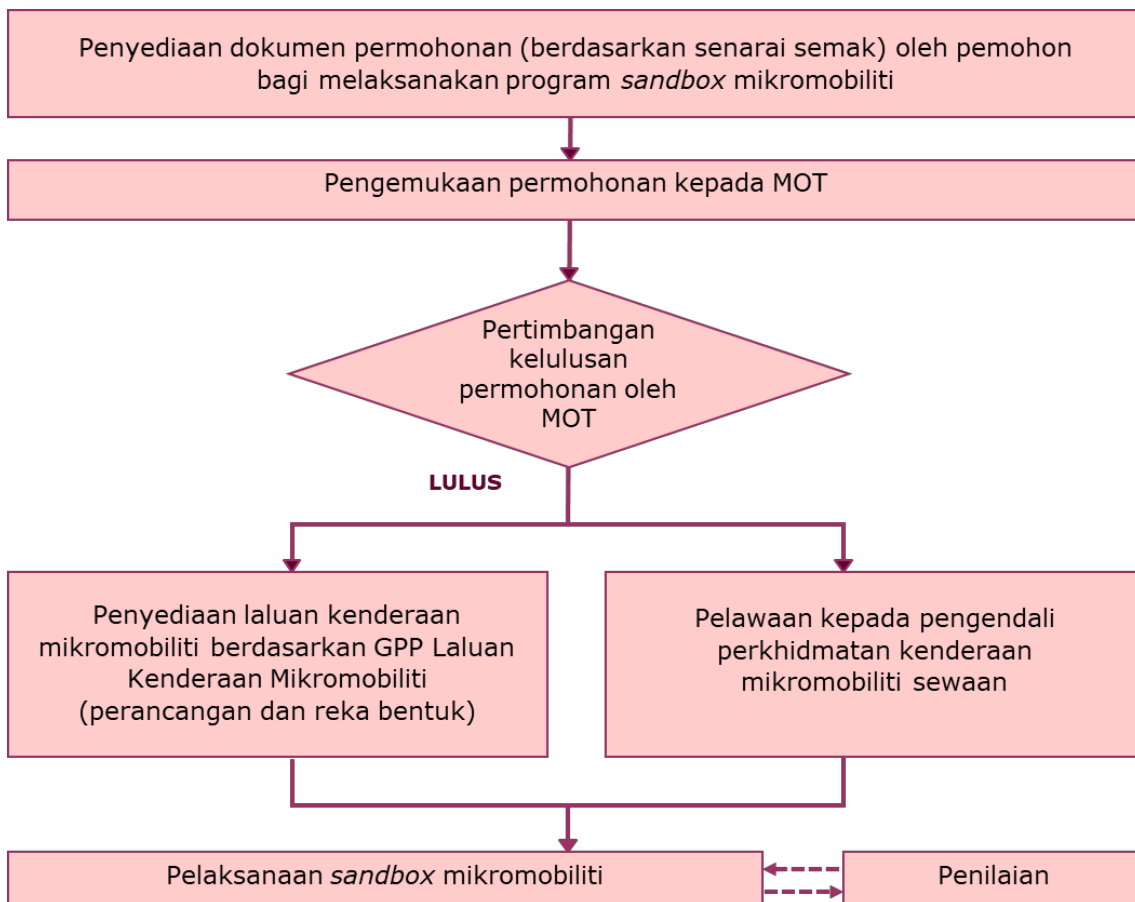 Penyediaan dokumen permohonan (berdasarkan senarai semak) oleh pemohon
bagi melaksanakan program sandbox mikromobiliti
Pengemukaan permohonan kepada MOT
Pertimbangan
kelulusan
permohonan oleh
MOT
LULUS
Penyediaan laluan kenderaan
mikromobiliti berdasarkan GPP Laluan
Kenderaan Mikromobiliti
(perancangan dan reka bentuk)
Pelawaan kepada pengendali
perkhidmatan kenderaan
mikromobiliti sewaan
Pelaksanaan sandbox mikromobiliti
Penilaian